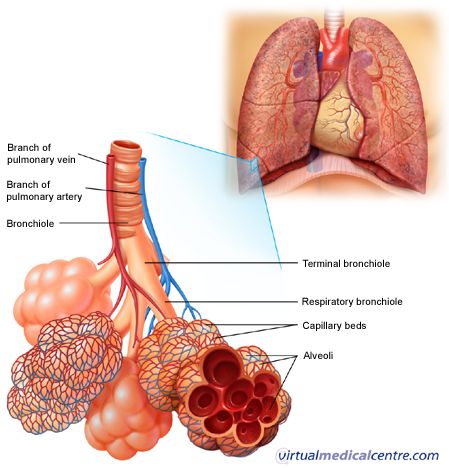 Branch of
pulmonary vein
Branch of
pulmonary artery
Bronchiole
Terminal bronchiole
Respiratory bronchiole
Capillary beds
Alveoli
virtualmedicalcentre.com